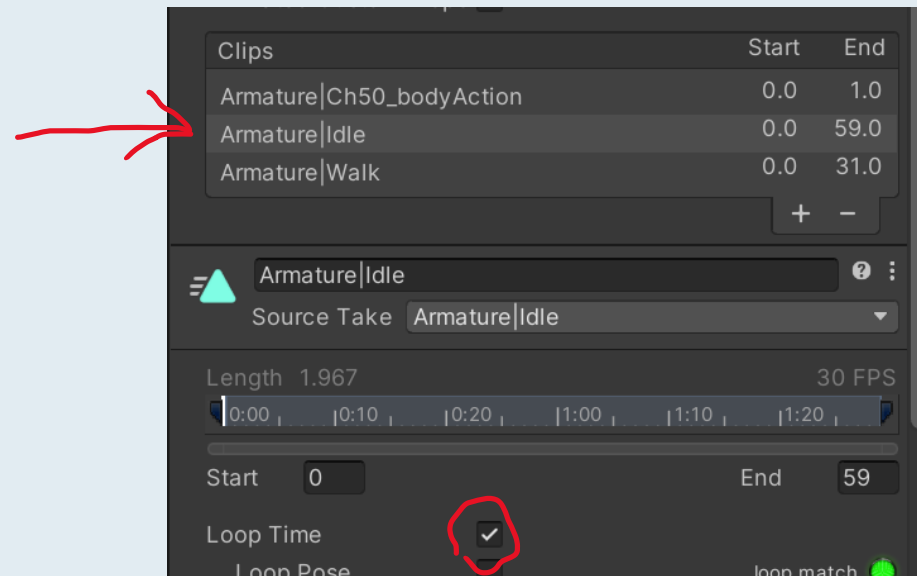 Clips Start End
Armature|Ch50_bodyAction 0.0 1.0
Armature|Idle 0.0 59.0
Armature|Walk 0.0 31.0
+ −
Armature|Idle
Source Take Armature|Idle
Length 1.967 30 FPS
0:00 0:10 0:20 1:00 1:10 1:20
Start 0 End 59
Loop Time
Loop Pose loop match